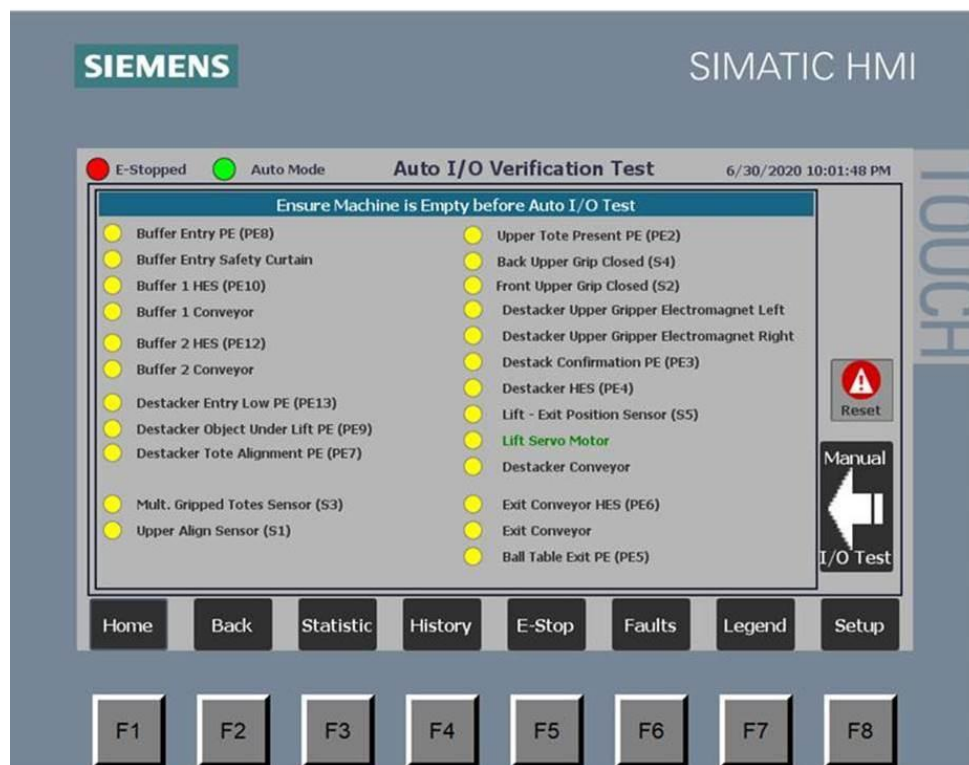 SIEMENS
SIMATIC HMI
TOUCH
E-Stopped
Auto Mode
Auto I/O Verification Test
6/30/2020 10:01:48 PM
Ensure Machine is Empty before Auto I/O Test
Buffer Entry PE (PE8)
Buffer Entry Safety Curtain
Buffer 1 HES (PE10)
Buffer 1 Conveyor
Buffer 2 HES (PE12)
Buffer 2 Conveyor
Destacker Entry Low PE (PE13)
Destacker Object Under Lift PE (PE9)
Destacker Tote Alignment PE (PE7)
Mult. Gripped Totes Sensor (S3)
Upper Align Sensor (S1)
Upper Tote Present PE (PE2)
Back Upper Grip Closed (S4)
Front Upper Grip Closed (S2)
Destacker Upper Gripper Electromagnet Left
Destacker Upper Gripper Electromagnet Right
Destack Confirmation PE (PE3)
Destacker HES (PE4)
Lift - Exit Position Sensor (S5)
Lift Servo Motor
Destacker Conveyor
Exit Conveyor HES (PE6)
Exit Conveyor
Ball Table Exit PE (PE5)
Reset
Manual
I/O Test
Home
Back
Statistic
History
E-Stop
Faults
Legend
Setup
F1
F2
F3
F4
F5
F6
F7
F8